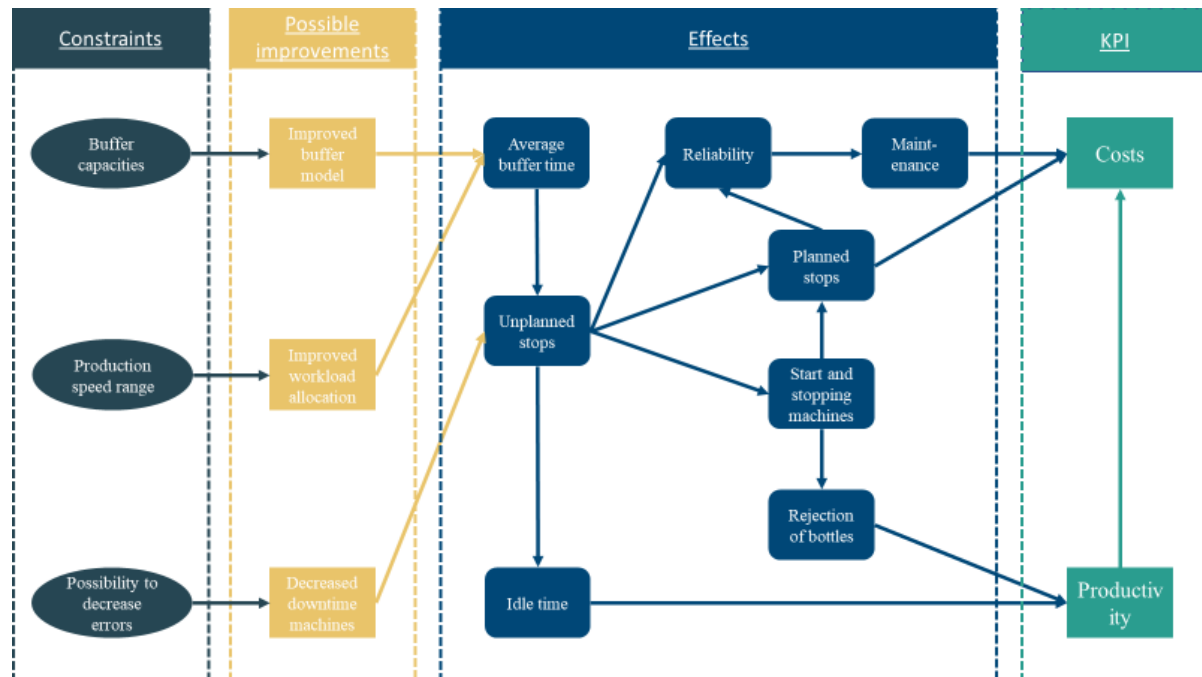 Constraints
Possible
improvements
Effects
KPI
Buffer
capacities
Improved
buffer
model
Average
buffer time
Reliability
Maint-
enance
Costs
Planned
stops
Unplanned
stops
Production
speed range
Improved
workload
allocation
Start and
stopping
machines
Rejection
of bottles
Possibility to
decrease
errors
Decreased
downtime
machines
Idle time
Productiv
ity